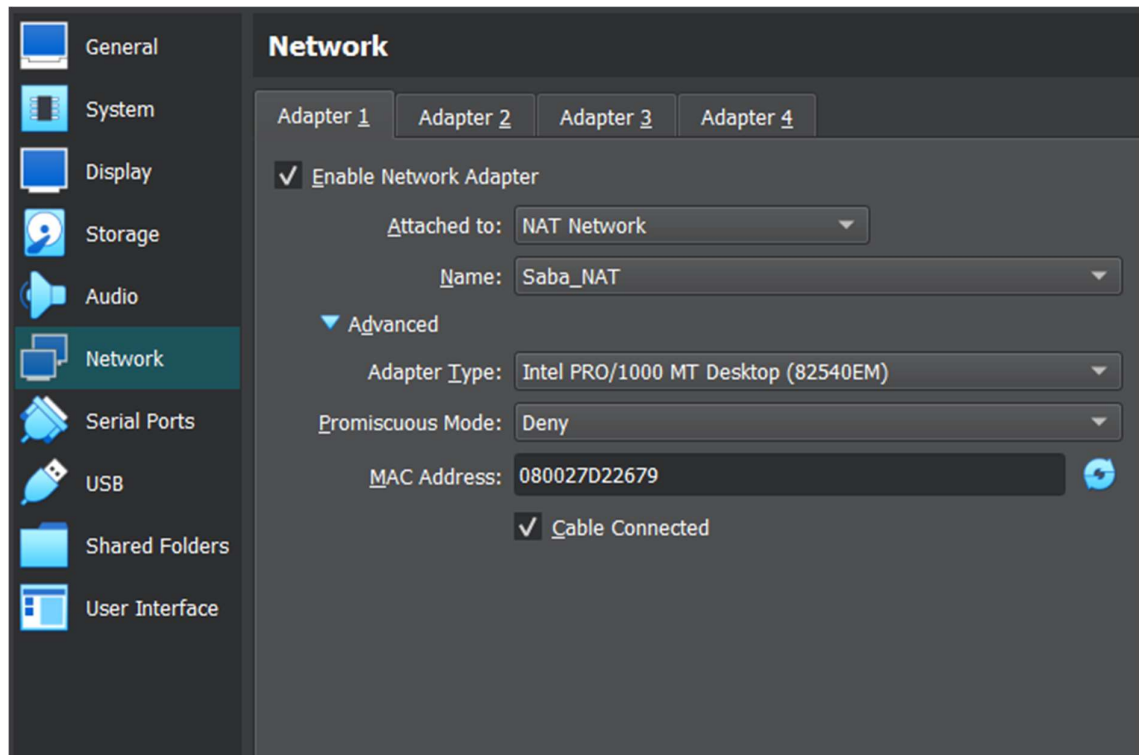 General
System
Display
Storage
Audio
Network
Serial Ports
USB
Shared Folders
User Interface
Network
Adapter 1 Adapter 2 Adapter 3 Adapter 4
Enable Network Adapter
Attached to: NAT Network
Name: Saba_NAT
Advanced
Adapter Type: Intel PRO/1000 MT Desktop (82540EM)
Promiscuous Mode: Deny
MAC Address: 080027D22679
Cable Connected